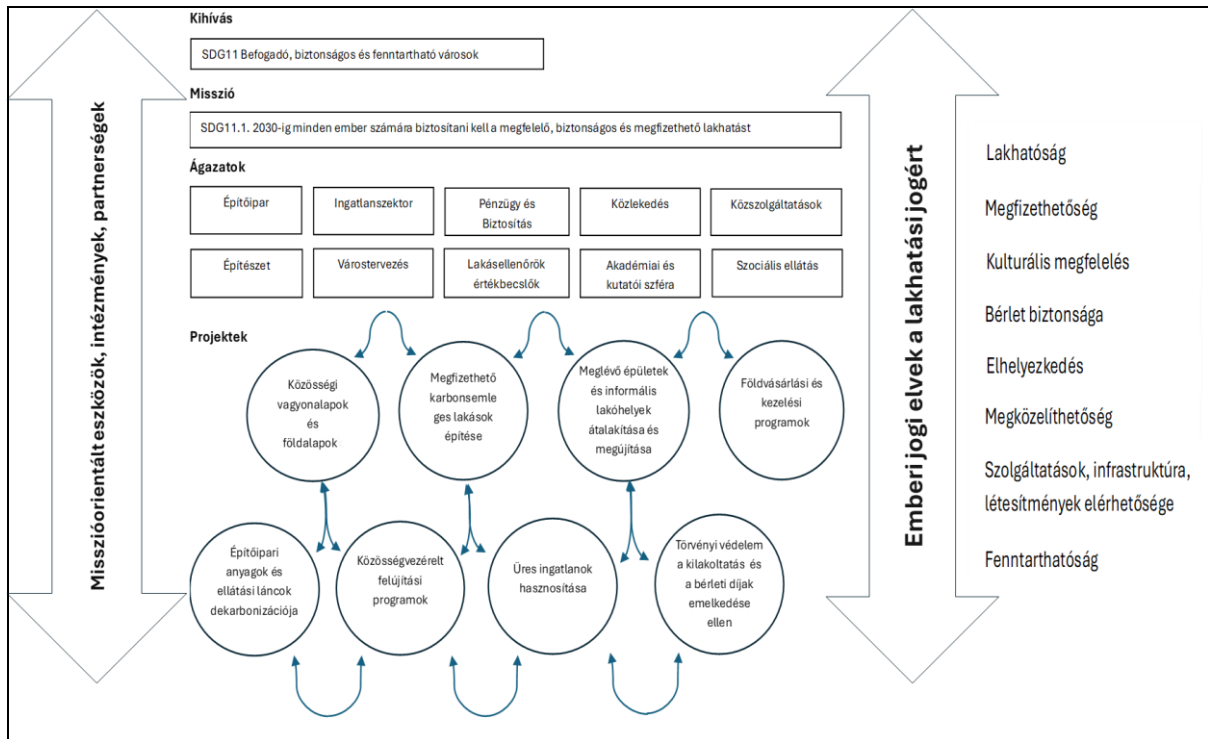 Missziόorientált eszközök, intézmények, partnerségek
Kihívás
SDG11 Befogadó, biztonságos és fenntartható városok
Misszió
SDG11.1. 2030-ig minden ember számára biztosítani kell a megfelelő, biztonságos és megfizethető lakhatást
Ágazatok
Építőipar
Ingatlanszektor
Pénzügy és
Biztosítás
Közlekedés
Közszolgáltatások
Építészet
Várostervezés
Lakásellenőrök
értékbecslők
Akadémiai és
kutatói szféra
Szociális ellátás
Projektek
Közösségi
vagyonalapok
és
földalapok
Megfizethető
karbonsemle
ges lakások
építése
Meglévő épületek
és informális
lakóhelyek
átalakítása és
megújítása
Földvásárlási és
kezelési
programok
Építőipari
anyagok és
ellátási láncok
dekarbonizációja
Közösségvezérelt
felújítási
programok
Üres ingatlanok
hasznosítása
Törvényi védelem
a kilakoltatás és
a bérleti díjak
emelkedése
ellen
Emberi jogi elvek a lakhatási jogért
Lakhatóság
Megfizethetőség
Kulturális megfelelés
Bérlet biztonsága
Elhelyezkedés
Megközelíthetőség
Szolgáltatások, infrastruktúra,
létesítmények elérhetősége
Fenntarthatóság